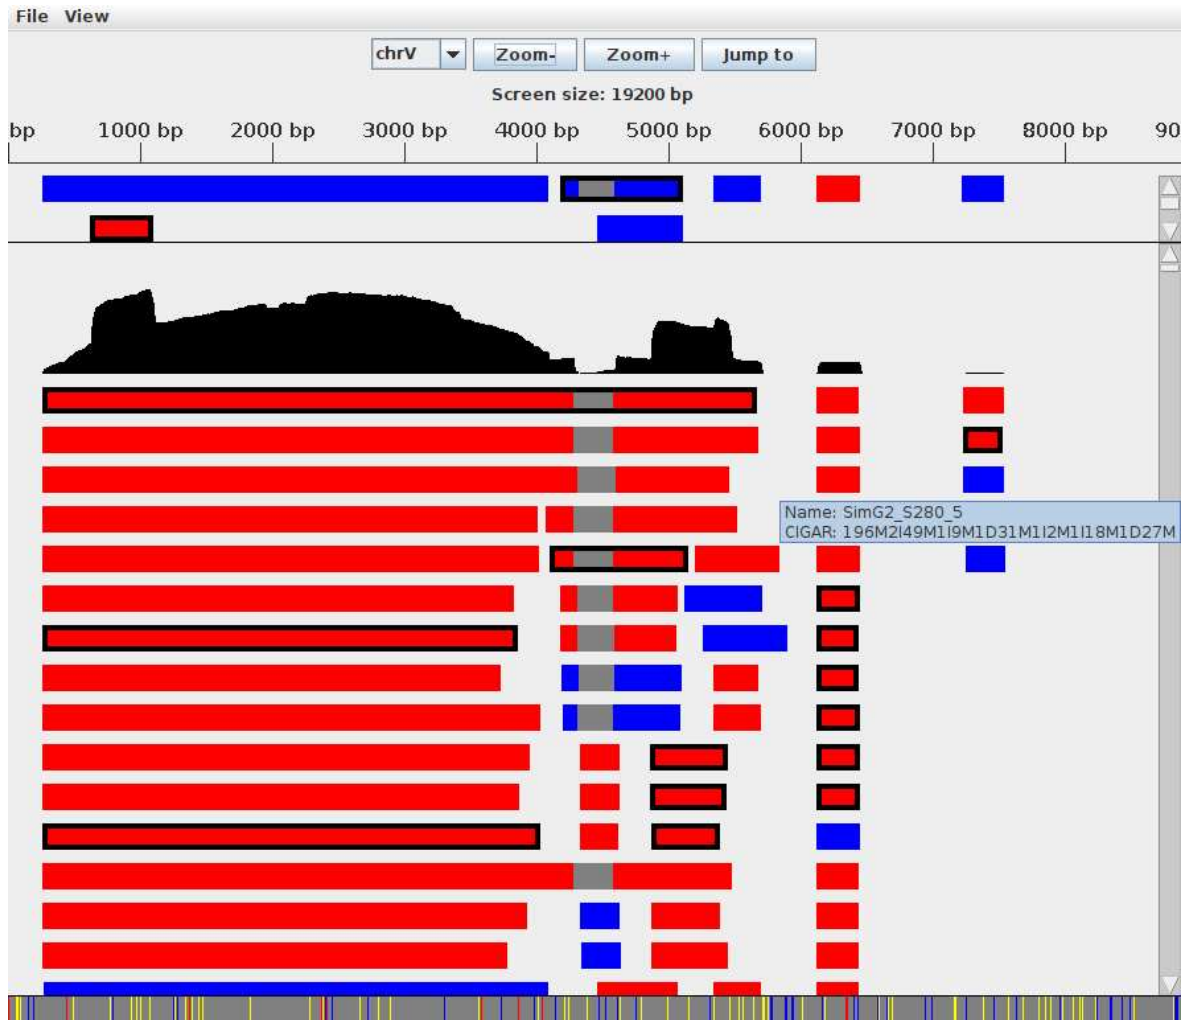 File View
chrV Zoom- Zoom+ Jump to
Screen size: 19200 bp
bp 1000 bp 2000 bp 3000 bp 4000 bp 5000 bp 6000 bp 7000 bp 8000 bp 90
Name: SimG2_S280_5
CIGAR: 196M2I49M1I9M1D31M1I2M1I18M1D27M